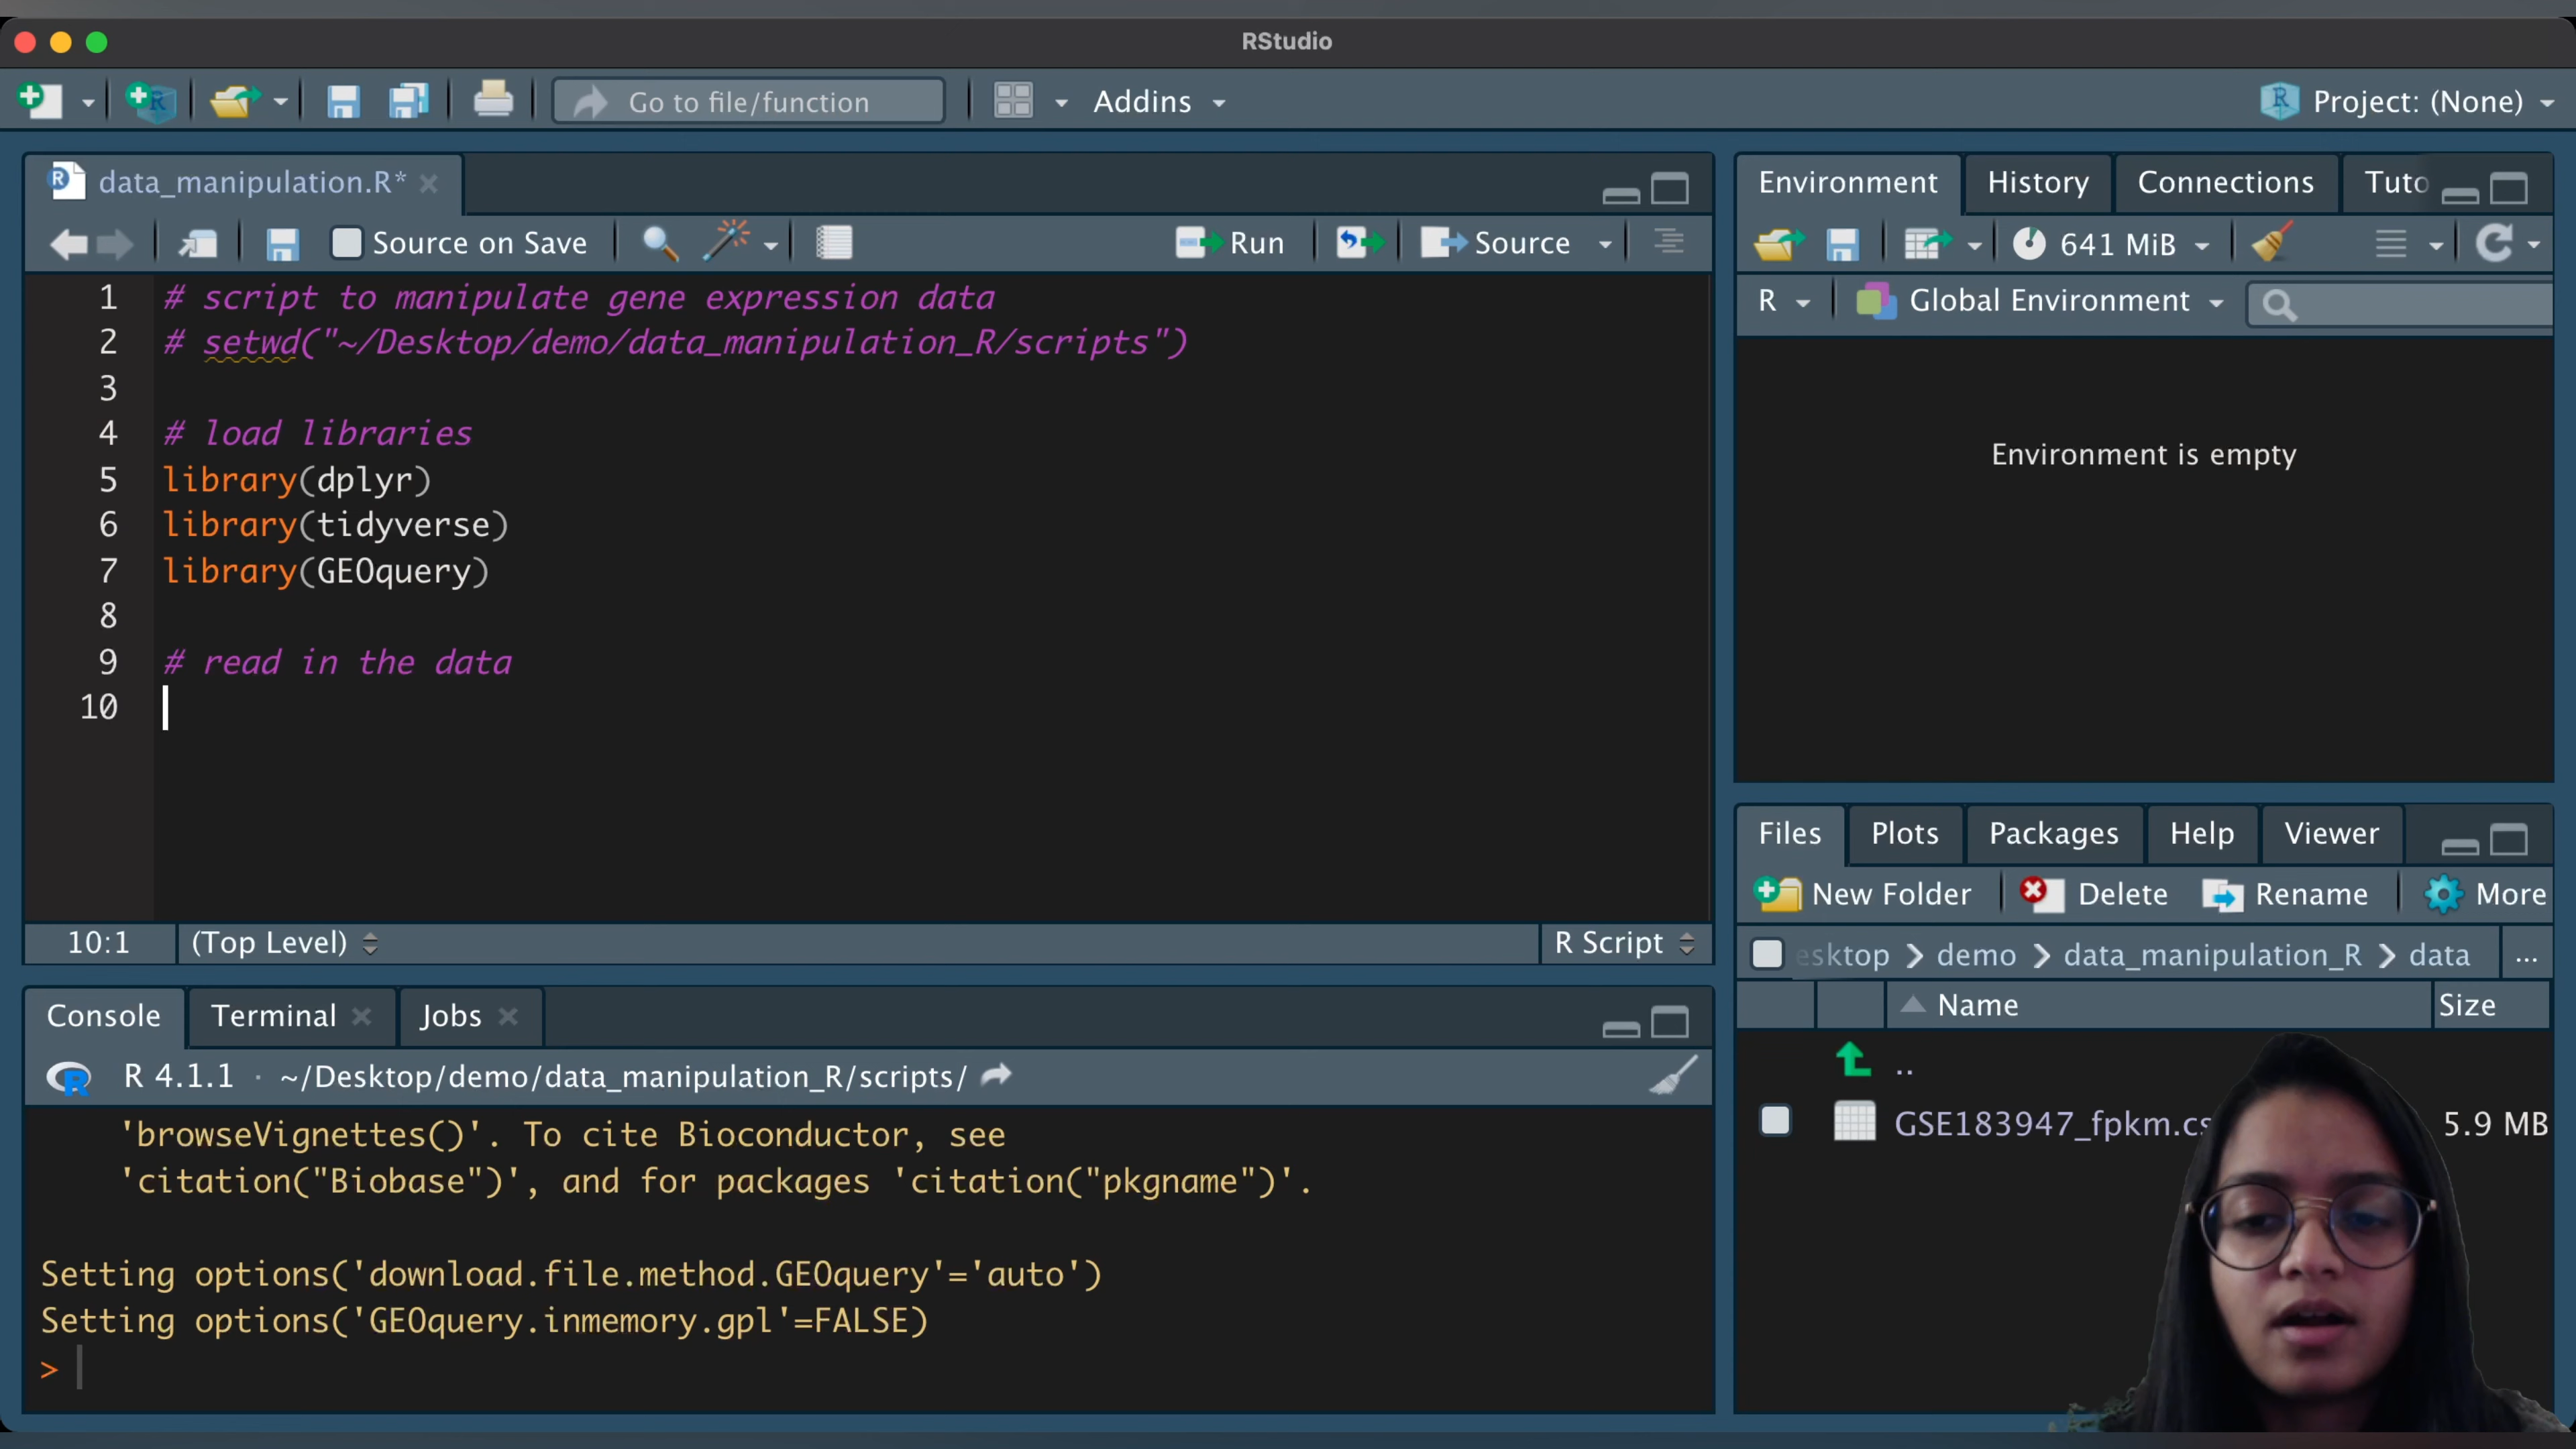 RStudio
Go to file/function
Addins
Project: (None)
data_manipulation.R*
Source on Save
Run
Source
1 # script to manipulate gene expression data
2 # setwd("~/Desktop/demo/data_manipulation_R/scripts")
3
4 # load libraries
5 library(dplyr)
6 library(tidyverse)
7 library(GEOquery)
8
9 # read in the data
10
10:1 (Top Level) R Script
Console Terminal Jobs
R 4.1.1 · ~/Desktop/demo/data_manipulation_R/scripts/
'browseVignettes()'. To cite Bioconductor, see
'citation("Biobase")', and for packages 'citation("pkgname")'.
Setting options('download.file.method.GEOquery'='auto')
Setting options('GEOquery.inmemory.gpl'=FALSE)
>
Environment History Connections Tuto
641 MiB
R Global Environment
Environment is empty
Files Plots Packages Help Viewer
New Folder Delete Rename More
esktop > demo > data_manipulation_R > data ...
Name Size
..
GSE183947_fpkm.cs 5.9 MB